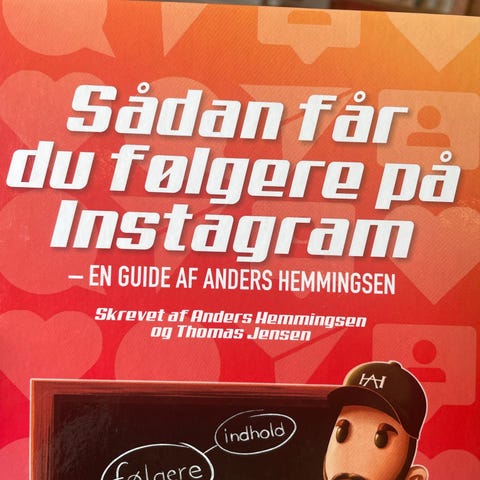 Sådan får
du følgere på
Instagram
– EN GUIDE AF ANDERS HEMMINGSEN
Skrevet af Anders Hemmingsen
og Thomas Jensen
HA
indhold
følgere